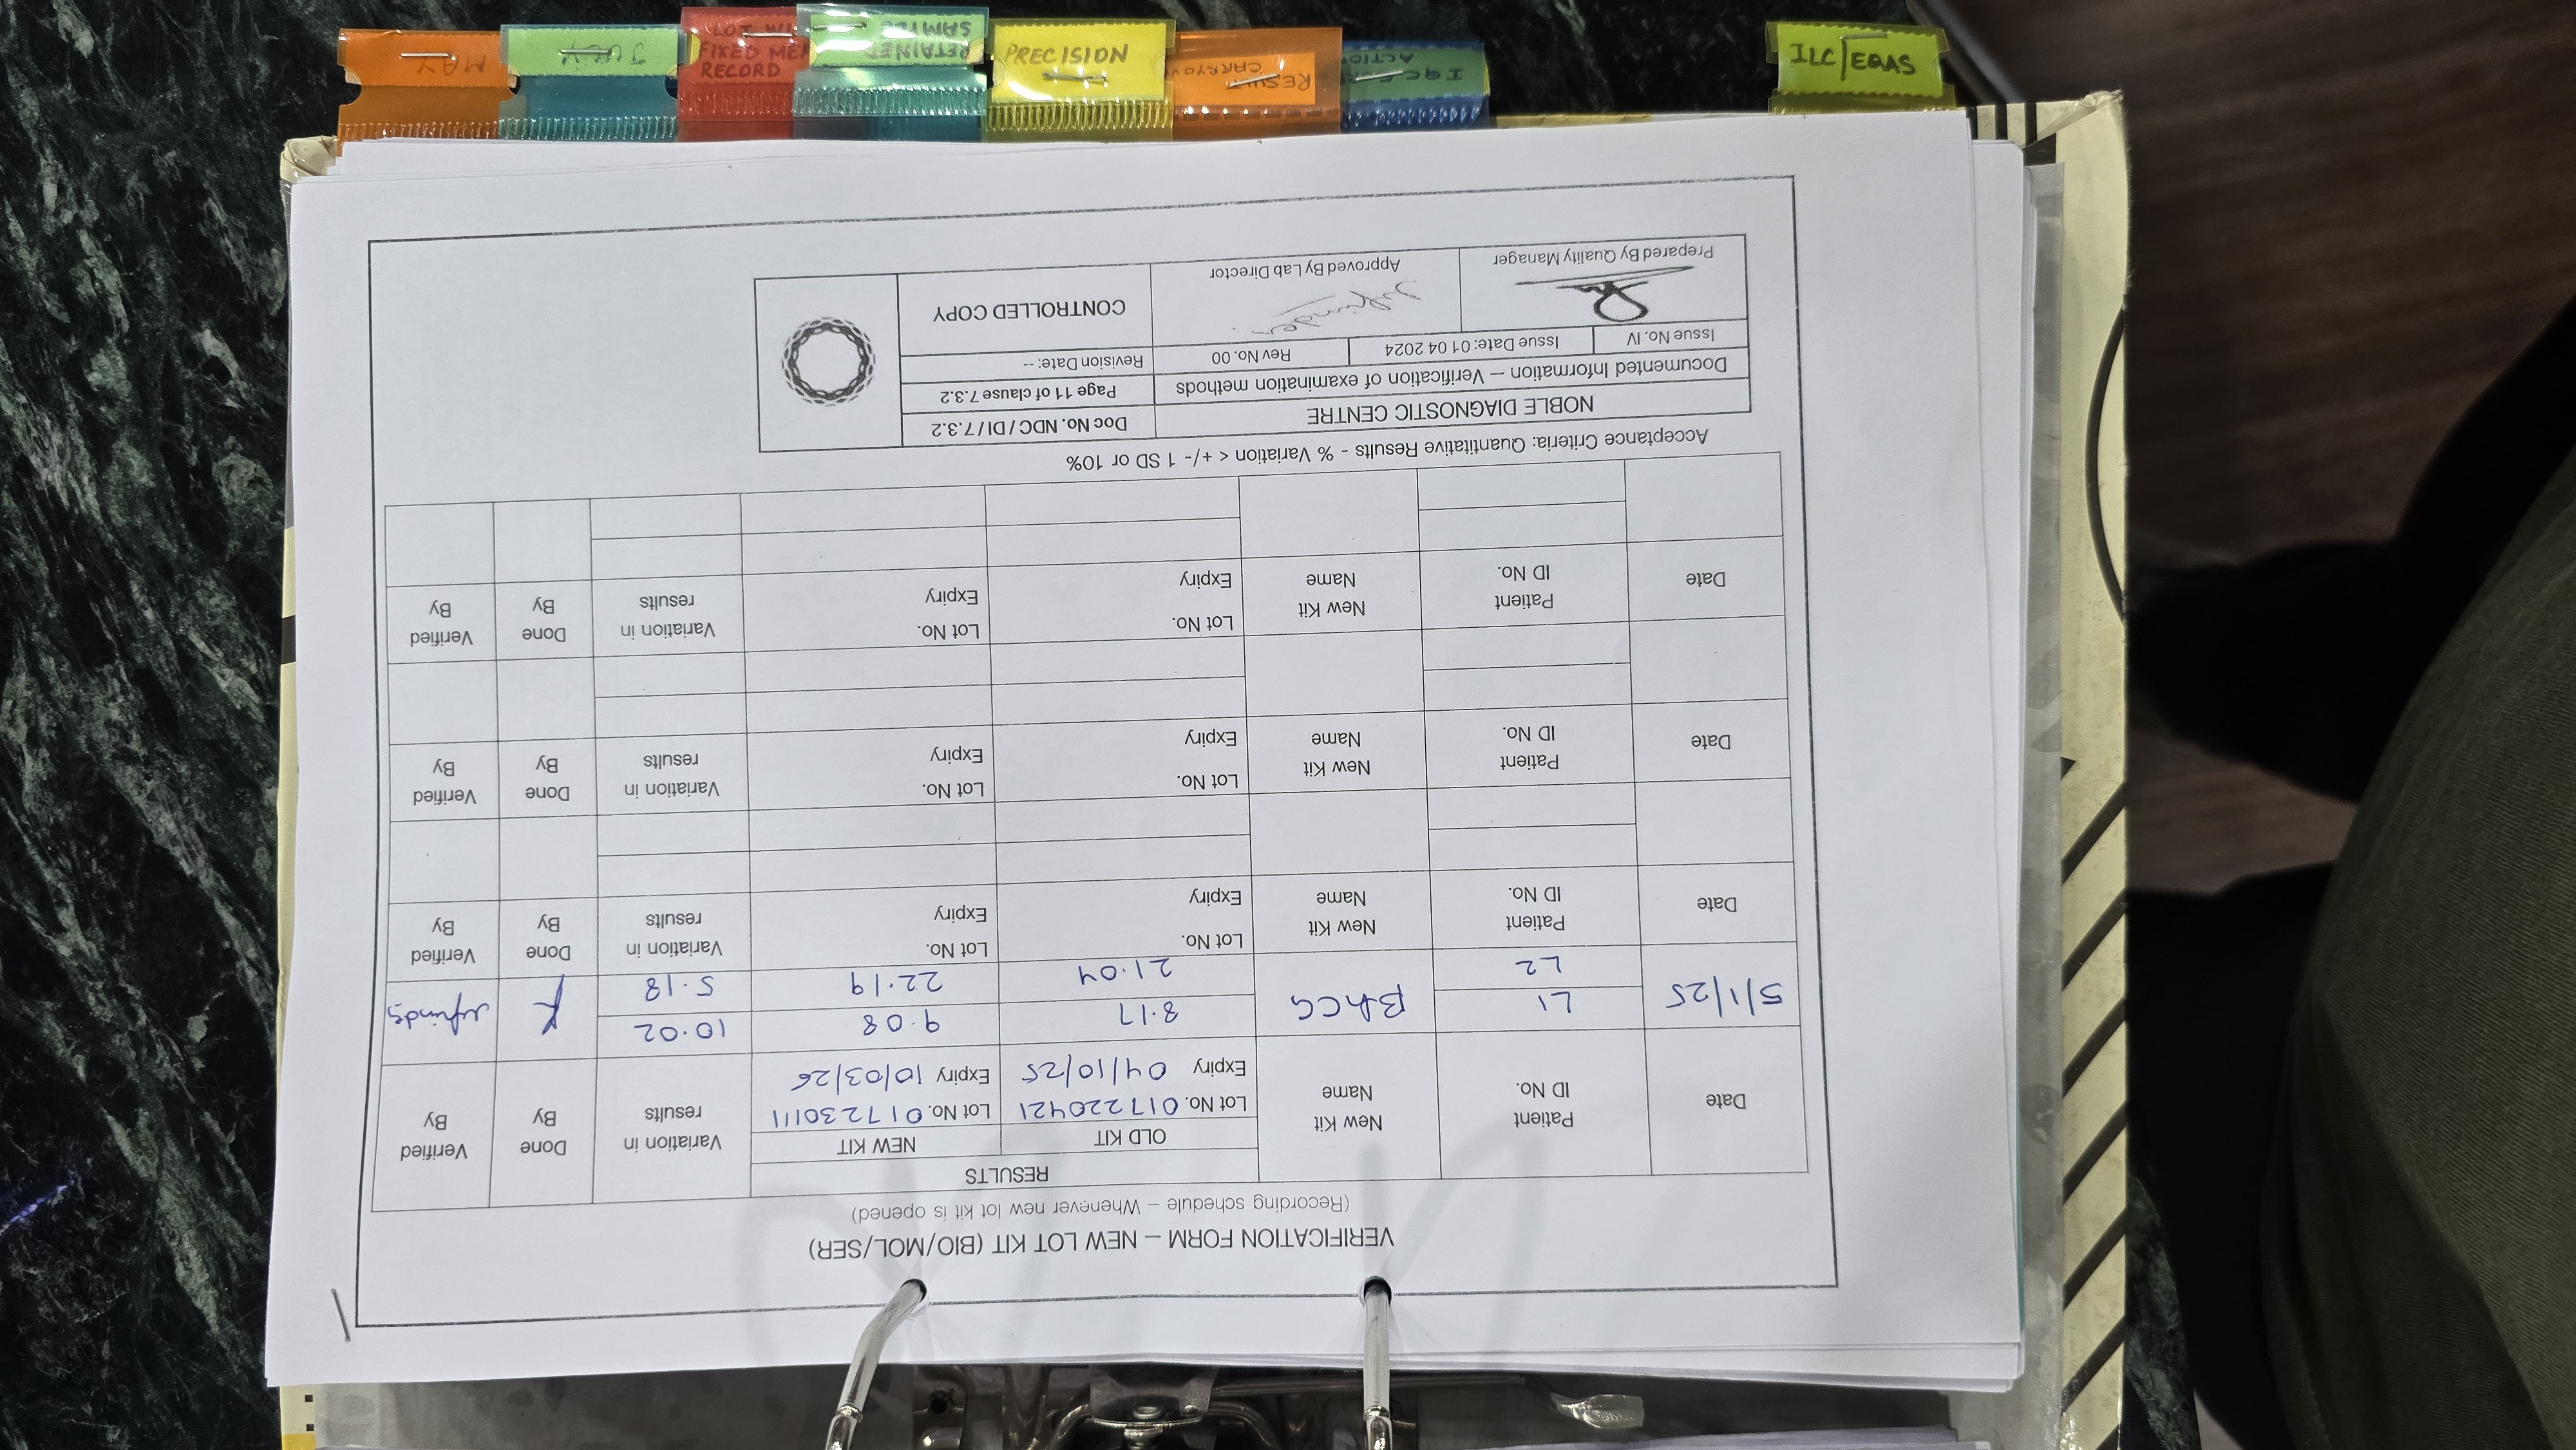 VERIFICATION FORM – NEW LOT KIT (BIO/MOL/SER)
(Recording schedule – Whenever new lot kit is opened)
RESULTS
Date
Patient ID No.
New Kit Name
OLD KIT
NEW KIT
Variation in results
Done By
Verified By
Lot No. 017220421
Lot No. 017230111
Expiry 04/10/25
Expiry 10/03/26
5/1/25
L1
BhCG
8.17
9.08
10.02
L2
21.04
22.19
5.18
Date
Patient ID No.
New Kit Name
Lot No.
Expiry
Lot No.
Expiry
Variation in results
Done By
Verified By
Date
Patient ID No.
New Kit Name
Lot No.
Expiry
Lot No.
Expiry
Variation in results
Done By
Verified By
Date
Patient ID No.
New Kit Name
Lot No.
Expiry
Lot No.
Expiry
Variation in results
Done By
Verified By
Acceptance Criteria: Quantitative Results - % Variation < +/- 1 SD or 10%
NOBLE DIAGNOSTIC CENTRE
Doc No. NDC / DI / 7.3.2
Documented Information – Verification of examination methods
Page 11 of clause 7.3.2
Issue No. IV
Issue Date: 01 04 2024
Rev No. 00
Revision Date: --
CONTROLLED COPY
Prepared By Quality Manager
Approved By Lab Director
MAY
JULY
RECORD
RETAINED
SAMPLE
PRECISION
RESULT
CARRYOV
IQC
ACTION
ILC/EQAS